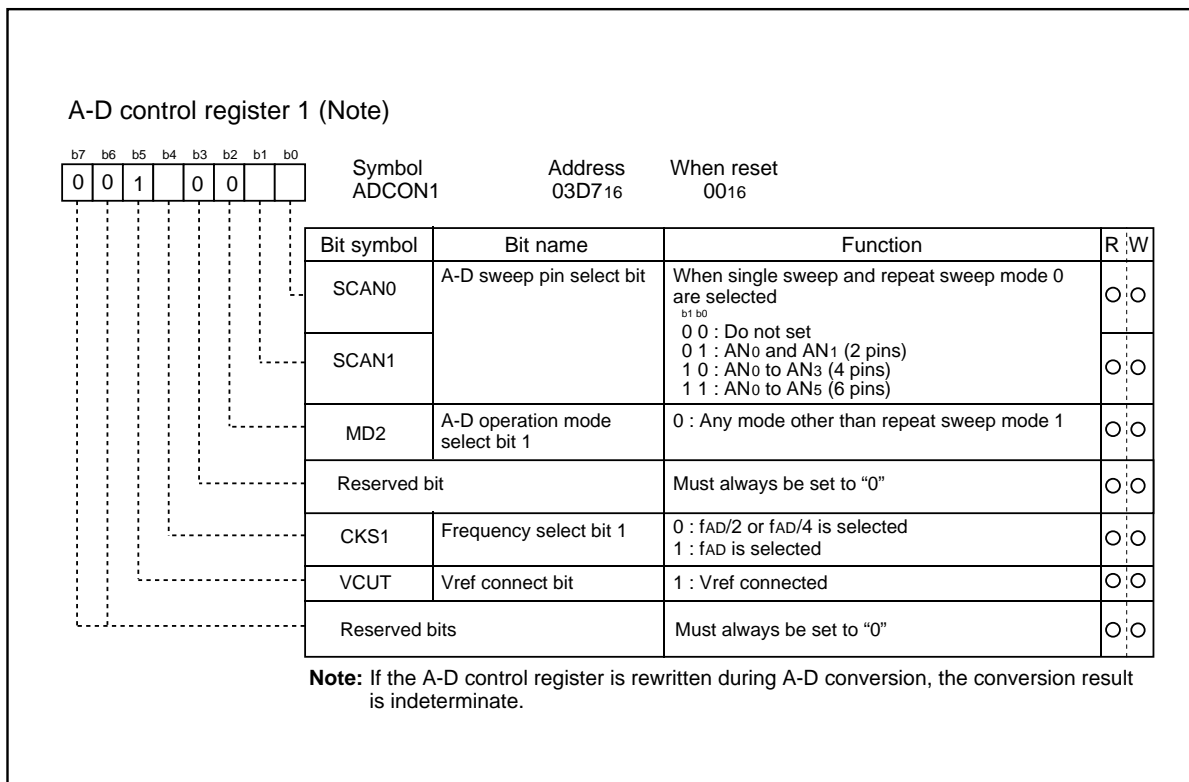 A-D control register 1 (Note)
b7 b6 b5 b4 b3 b2 b1 b0
0 0 1 0 0
Symbol Address When reset
ADCON1 03D716 0016
Bit symbol Bit name Function R W
SCAN0 A-D sweep pin select bit When single sweep and repeat sweep mode 0
are selected
b1 b0
0 0 : Do not set
0 1 : AN0 and AN1 (2 pins)
SCAN1 1 0 : AN0 to AN3 (4 pins)
1 1 : AN0 to AN5 (6 pins)
MD2 A-D operation mode
select bit 1 0 : Any mode other than repeat sweep mode 1
Reserved bit Must always be set to “0”
CKS1 Frequency select bit 1 0 : fAD/2 or fAD/4 is selected
1 : fAD is selected
VCUT Vref connect bit 1 : Vref connected
Reserved bits Must always be set to “0”
Note: If the A-D control register is rewritten during A-D conversion, the conversion result
is indeterminate.